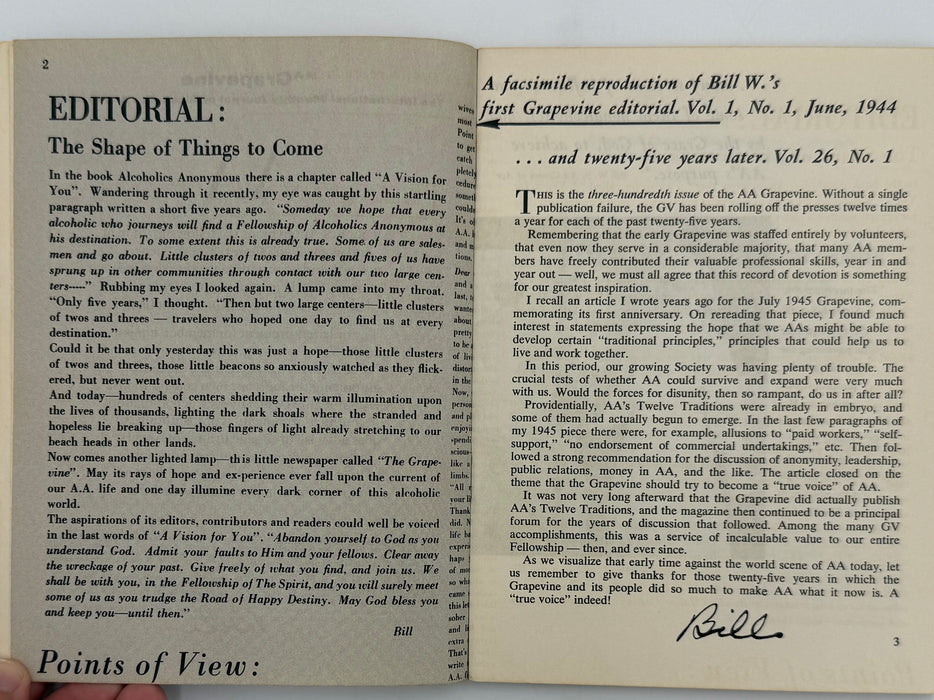 2
EDITORIAL:
The Shape of Things to Come
In the book Alcoholics Anonymous there is a chapter called “A Vision for
You”. Wandering through it recently, my eye was caught by this startling
paragraph written a short five years ago. “Someday we hope that every
alcoholic who journeys will find a Fellowship of Alcoholics Anonymous at
his destination. To some extent this is already true. Some of us are sales-
men and go about. Little clusters of twos and threes and fives of us have
sprung up in other communities through contact with our two large cen-
ters-----” Rubbing my eyes I looked again. A lump came into my throat.
“Only five years,” I thought. “Then but two large centers—little clusters
of twos and threes — travelers who hoped one day to find us at every
destination.”
Could it be that only yesterday this was just a hope—those little clusters
of twos and threes, those little beacons so anxiously watched as they flick-
ered, but never went out.
And today—hundreds of centers shedding their warm illumination upon
the lives of thousands, lighting the dark shoals where the stranded and
hopeless lie breaking up—those fingers of light already stretching to our
beach heads in other lands.
Now comes another lighted lamp—this little newspaper called “The Grape-
vine”. May its rays of hope and ex-perience ever fall upon the current of
our A.A. life and one day illume every dark corner of this alcoholic
world.
The aspirations of its editors, contributors and readers could well be voiced
in the last words of “A Vision for You”. “Abandon yourself to God as you
understand God. Admit your faults to Him and your fellows. Clear away
the wreckage of your past. Give freely of what you find, and join us. We
shall be with you, in the Fellowship of The Spirit, and you will surely meet
some of us as you trudge the Road of Happy Destiny. May God bless you
and keep you—until then.”
Bill
Points of View:
A facsimile reproduction of Bill W.’s
first Grapevine editorial. Vol. 1, No. 1, June, 1944
. . . and twenty-five years later. Vol. 26, No. 1
THIS is the three-hundredth issue of the AA Grapevine. Without a single
publication failure, the GV has been rolling off the presses twelve times
a year for each of the past twenty-five years.
Remembering that the early Grapevine was staffed entirely by volunteers,
that even now they serve in a considerable majority, that many AA mem-
bers have freely contributed their valuable professional skills, year in and
year out — well, we must all agree that this record of devotion is something
for our greatest inspiration.
I recall an article I wrote years ago for the July 1945 Grapevine, com-
memorating its first anniversary. On rereading that piece, I found much
interest in statements expressing the hope that we AAs might be able to
develop certain “traditional principles,” principles that could help us to
live and work together.
In this period, our growing Society was having plenty of trouble. The
crucial tests of whether AA could survive and expand were very much
with us. Would the forces for disunity, then so rampant, do us in after all?
Providentially, AA’s Twelve Traditions were already in embryo, and
some of them had actually begun to emerge. In the last few paragraphs of
my 1945 piece there were, for example, allusions to “paid workers,” “self-
support,” “no endorsement of commercial undertakings,” etc. Then fol-
lowed a strong recommendation for the discussion of anonymity, leadership,
public relations, money in AA, and the like. The article closed on the
theme that the Grapevine should try to become a “true voice” of AA.
It was not very long afterward that the Grapevine did actually publish
AA’s Twelve Traditions, and the magazine then continued to be a principal
forum for the years of discussion that followed. Among the many GV
accomplishments, this was a service of incalculable value to our entire
Fellowship — then, and ever since.
As we visualize that early time against the world scene of AA today, let
us remember to give thanks for those twenty-five years in which the
Grapevine and its people did so much to make AA what it now is. A
“true voice” indeed!
Bill
3